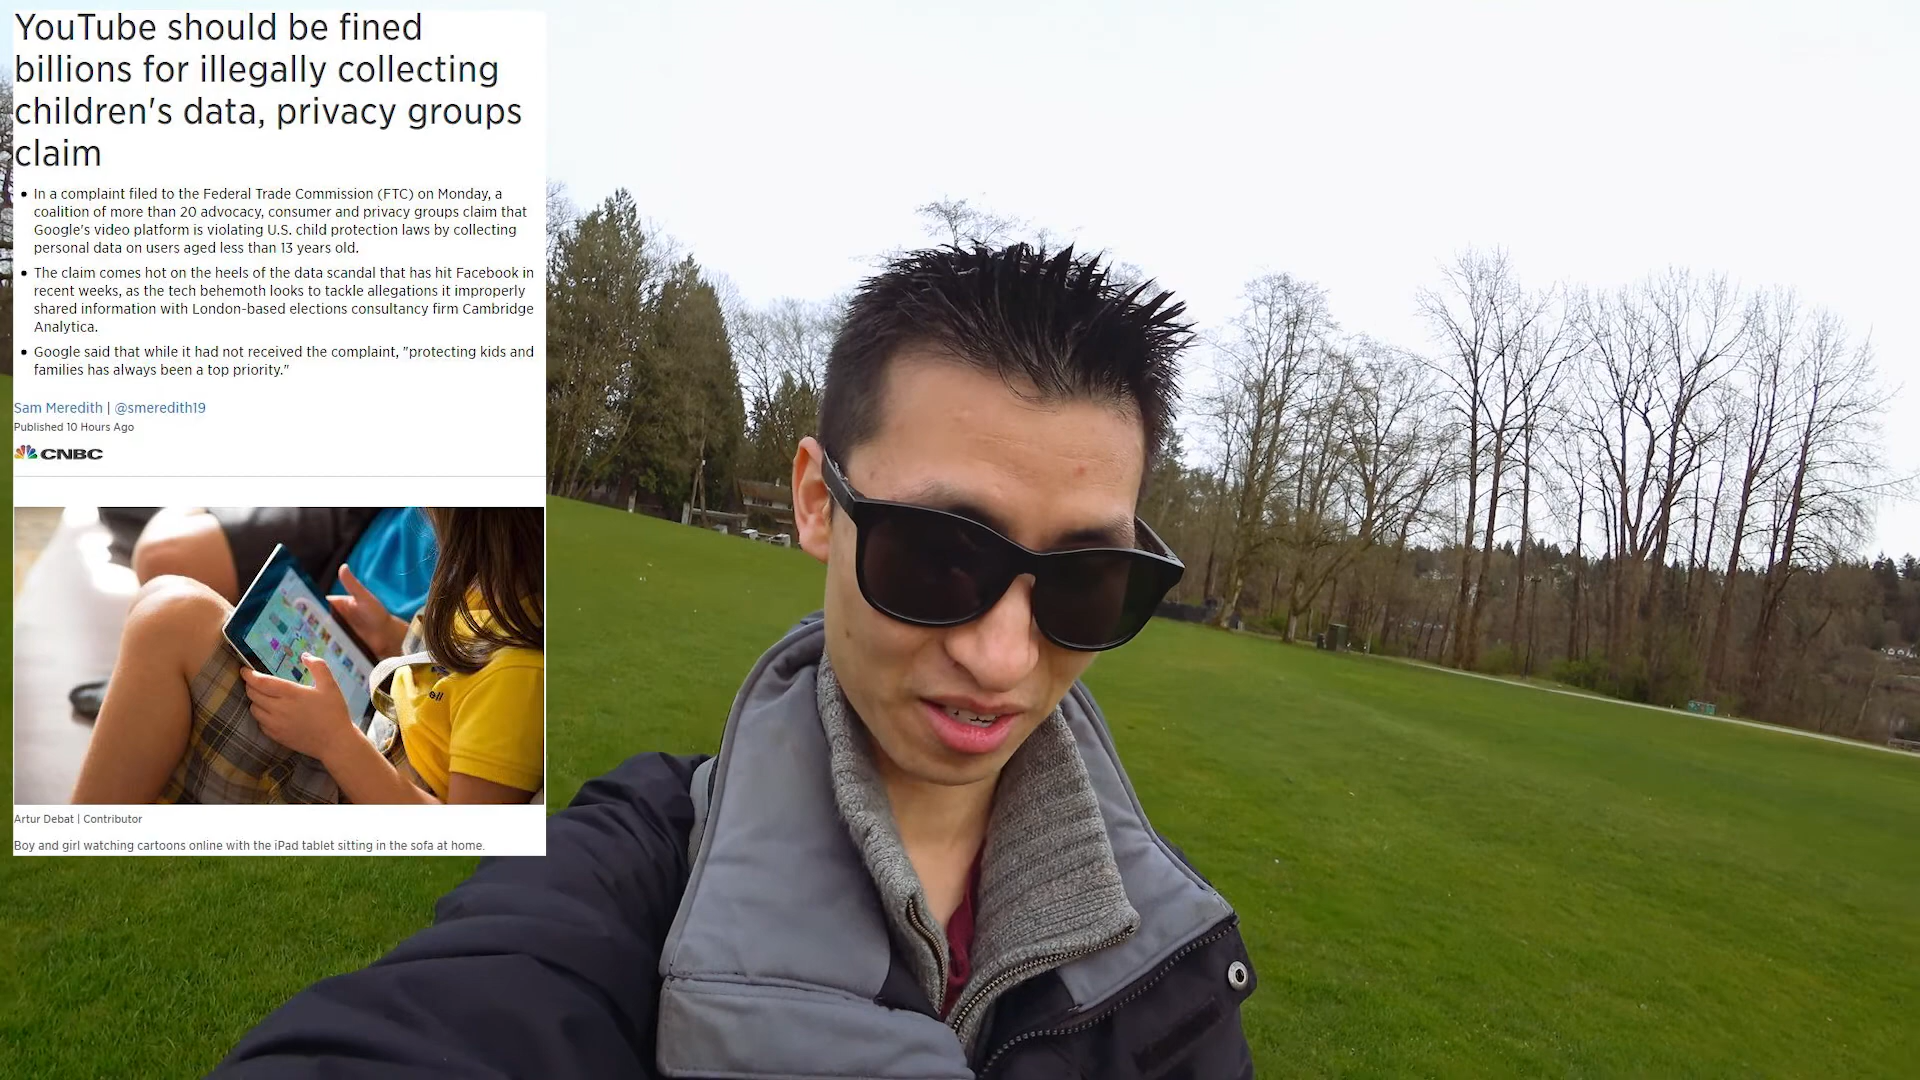 YouTube should be fined
billions for illegally collecting
children's data, privacy groups
claim
In a complaint filed to the Federal Trade Commission (FTC) on Monday, a
coalition of more than 20 advocacy, consumer and privacy groups claim that
Google's video platform is violating U.S. child protection laws by collecting
personal data on users aged less than 13 years old.
The claim comes hot on the heels of the data scandal that has hit Facebook in
recent weeks, as the tech behemoth looks to tackle allegations it improperly
shared information with London-based elections consultancy firm Cambridge
Analytica.
Google said that while it had not received the complaint, "protecting kids and
families has always been a top priority."
Sam Meredith | @smeredith19
Published 10 Hours Ago
CNBC
Artur Debat | Contributor
Boy and girl watching cartoons online with the iPad tablet sitting in the sofa at home.